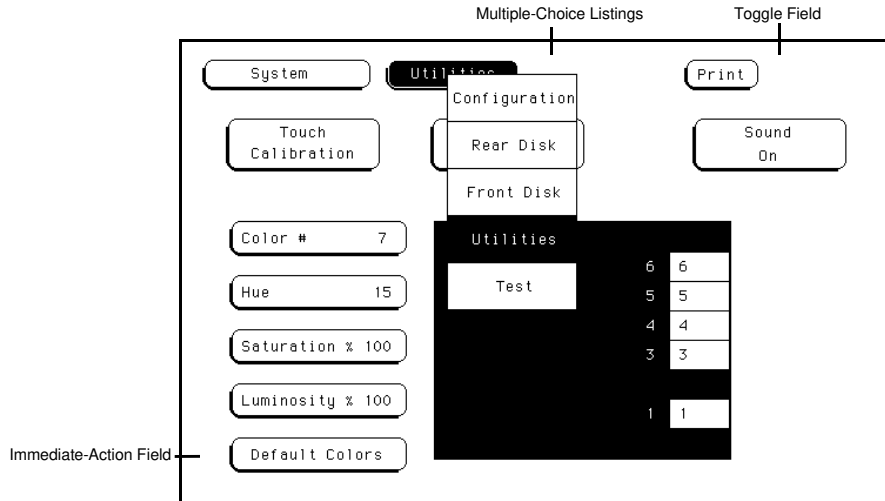 Multiple-Choice Listings Toggle Field
System Utilities Print
Configuration
Touch Calibration
Rear Disk
Sound On
Front Disk
Color # 7
Utilities
6 6
Hue 15
Test
5 5
4 4
Saturation % 100
3 3
Luminosity % 100
1 1
Immediate-Action Field
Default Colors